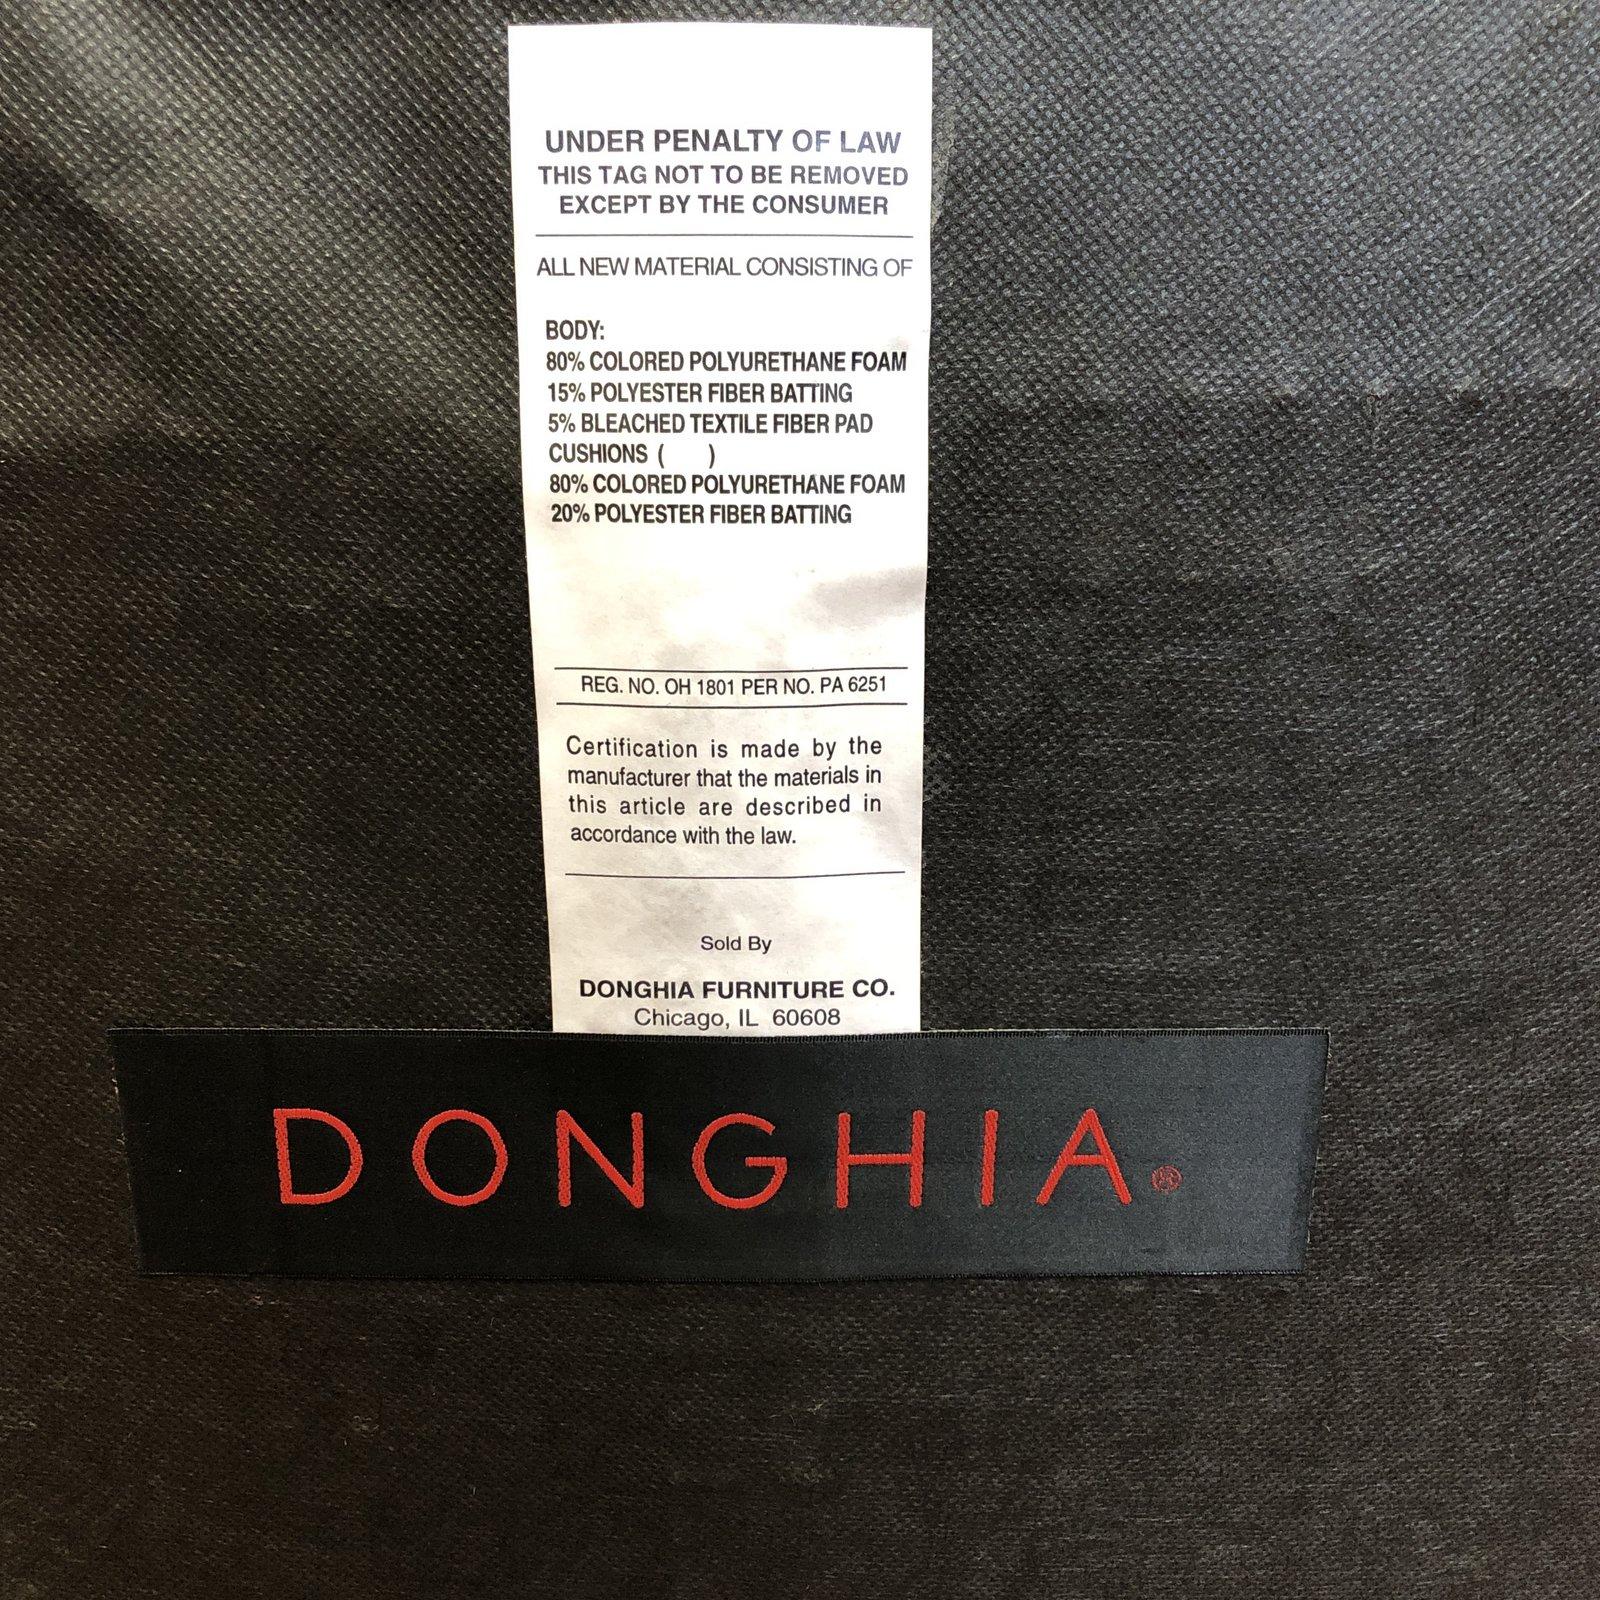 UNDER PENALTY OF LAW
THIS TAG NOT TO BE REMOVED
EXCEPT BY THE CONSUMER
ALL NEW MATERIAL CONSISTING OF
BODY:
80% COLORED POLYURETHANE FOAM
15% POLYESTER FIBER BATTING
5% BLEACHED TEXTILE FIBER PAD
CUSHIONS ( )
80% COLORED POLYURETHANE FOAM
20% POLYESTER FIBER BATTING
REG. NO. OH 1801 PER NO. PA 6251
Certification is made by the
manufacturer that the materials in
this article are described in
accordance with the law.
Sold By
DONGHIA FURNITURE CO.
Chicago, IL 60608
DONGHIA®